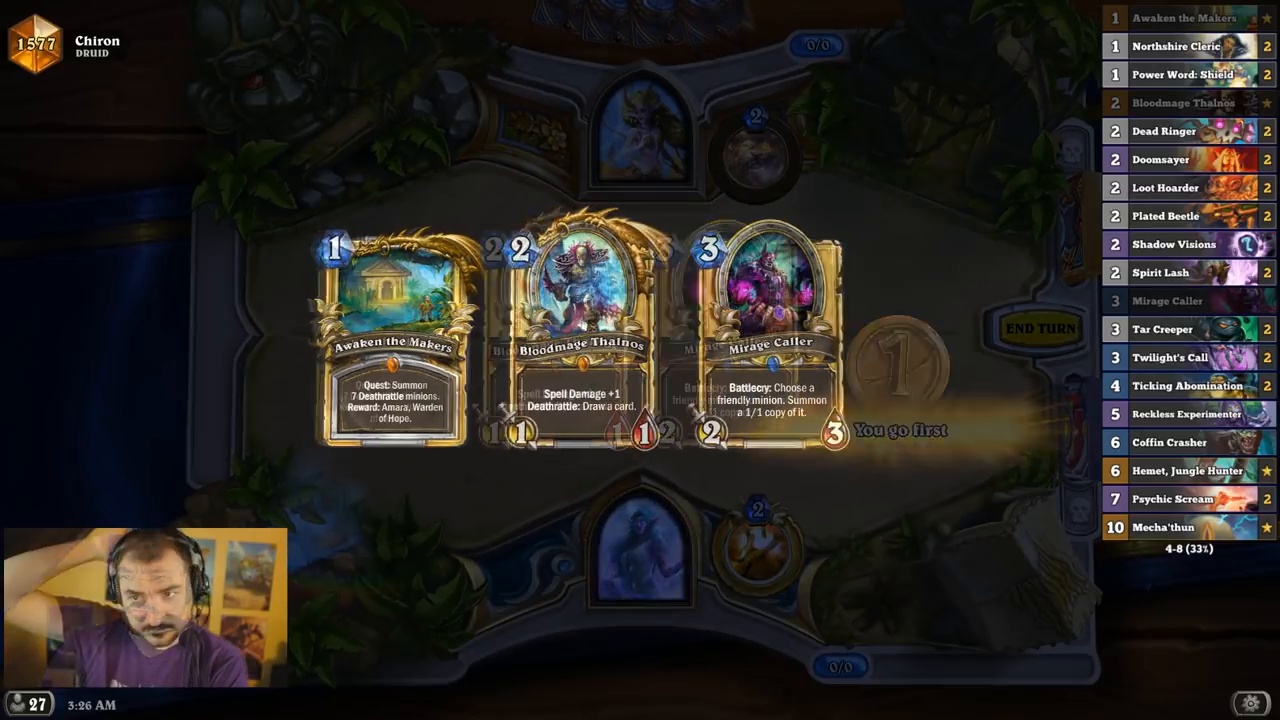 1577
Chiron
DRUID
0/0
2
1
Awaken the Makers
Quest: Summon
7 Deathrattle minions.
Reward: Amara, Warden
of Hope.
2
Bloodmage Thalnos
Spell Damage +1
Deathrattle: Draw a card.
1
1
3
Mirage Caller
Battlecry: Choose a
friendly minion. Summon
a 1/1 copy of it.
2
3
1
You go first
END TURN
2
0/0
27
3:26 AM
1 Awaken the Makers
1 Northshire Cleric 2
1 Power Word: Shield 2
2 Bloodmage Thalnos
2 Dead Ringer 2
2 Doomsayer 2
2 Loot Hoarder 2
2 Plated Beetle 2
2 Shadow Visions 2
2 Spirit Lash 2
3 Mirage Caller
3 Tar Creeper 2
3 Twilight's Call 2
4 Ticking Abomination 2
5 Reckless Experimenter 2
6 Coffin Crasher 2
6 Hemet, Jungle Hunter
7 Psychic Scream 2
10 Mecha'thun
4-8 (33%)